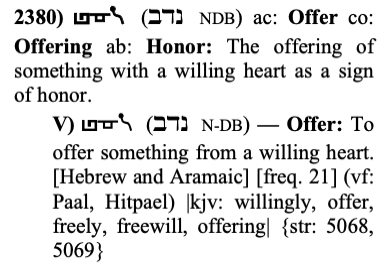 2380) (נדב NDB) ac: Offer co:
Offering ab: Honor: The offering of
something with a willing heart as a sign
of honor.
V) (נדב N-DB) — Offer: To
offer something from a willing heart.
[Hebrew and Aramaic] [freq. 21] (vf:
Paal, Hitpael) |kjv: willingly, offer,
freely, freewill, offering| {str: 5068,
5069}